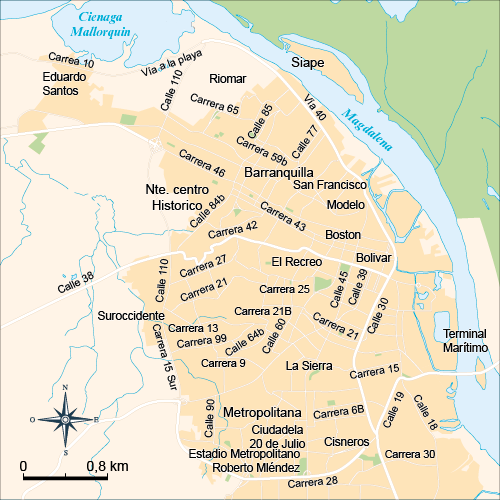 Cienaga
Mallorquin
Carrea 10
Vía a la playa
Siape
Eduardo
Santos
Calle 110
Riomar
Carrera 65
Calle 85
Vía 40
Magdalena
Calle 77
Carrera 59b
Carrera 46
Barranquilla
San Francisco
Nte. centro
Historico
Calle 84b
Carrera 43
Modelo
Carrera 42
Boston
Calle 38
Calle 110
Carrera 27
El Recreo
Bolivar
Carrera 21
Carrera 25
Calle 45
Calle 39
Calle 30
Suroccidente
Carrera 21B
Carrera 13
Carrera 99
Calle 64b
Calle 60
Carrera 21
Terminal
Marítimo
Carrera 15 Sur
Carrera 9
La Sierra
Carrera 15
N
O
E
S
Calle 90
Metropolitana
Carrera 6B
Calle 19
Calle 18
Ciudadela
20 de Julio
Cisneros
Estadio Metropolitano
Roberto Mléndez
Carrera 30
0
0,8 km
Carrera 28